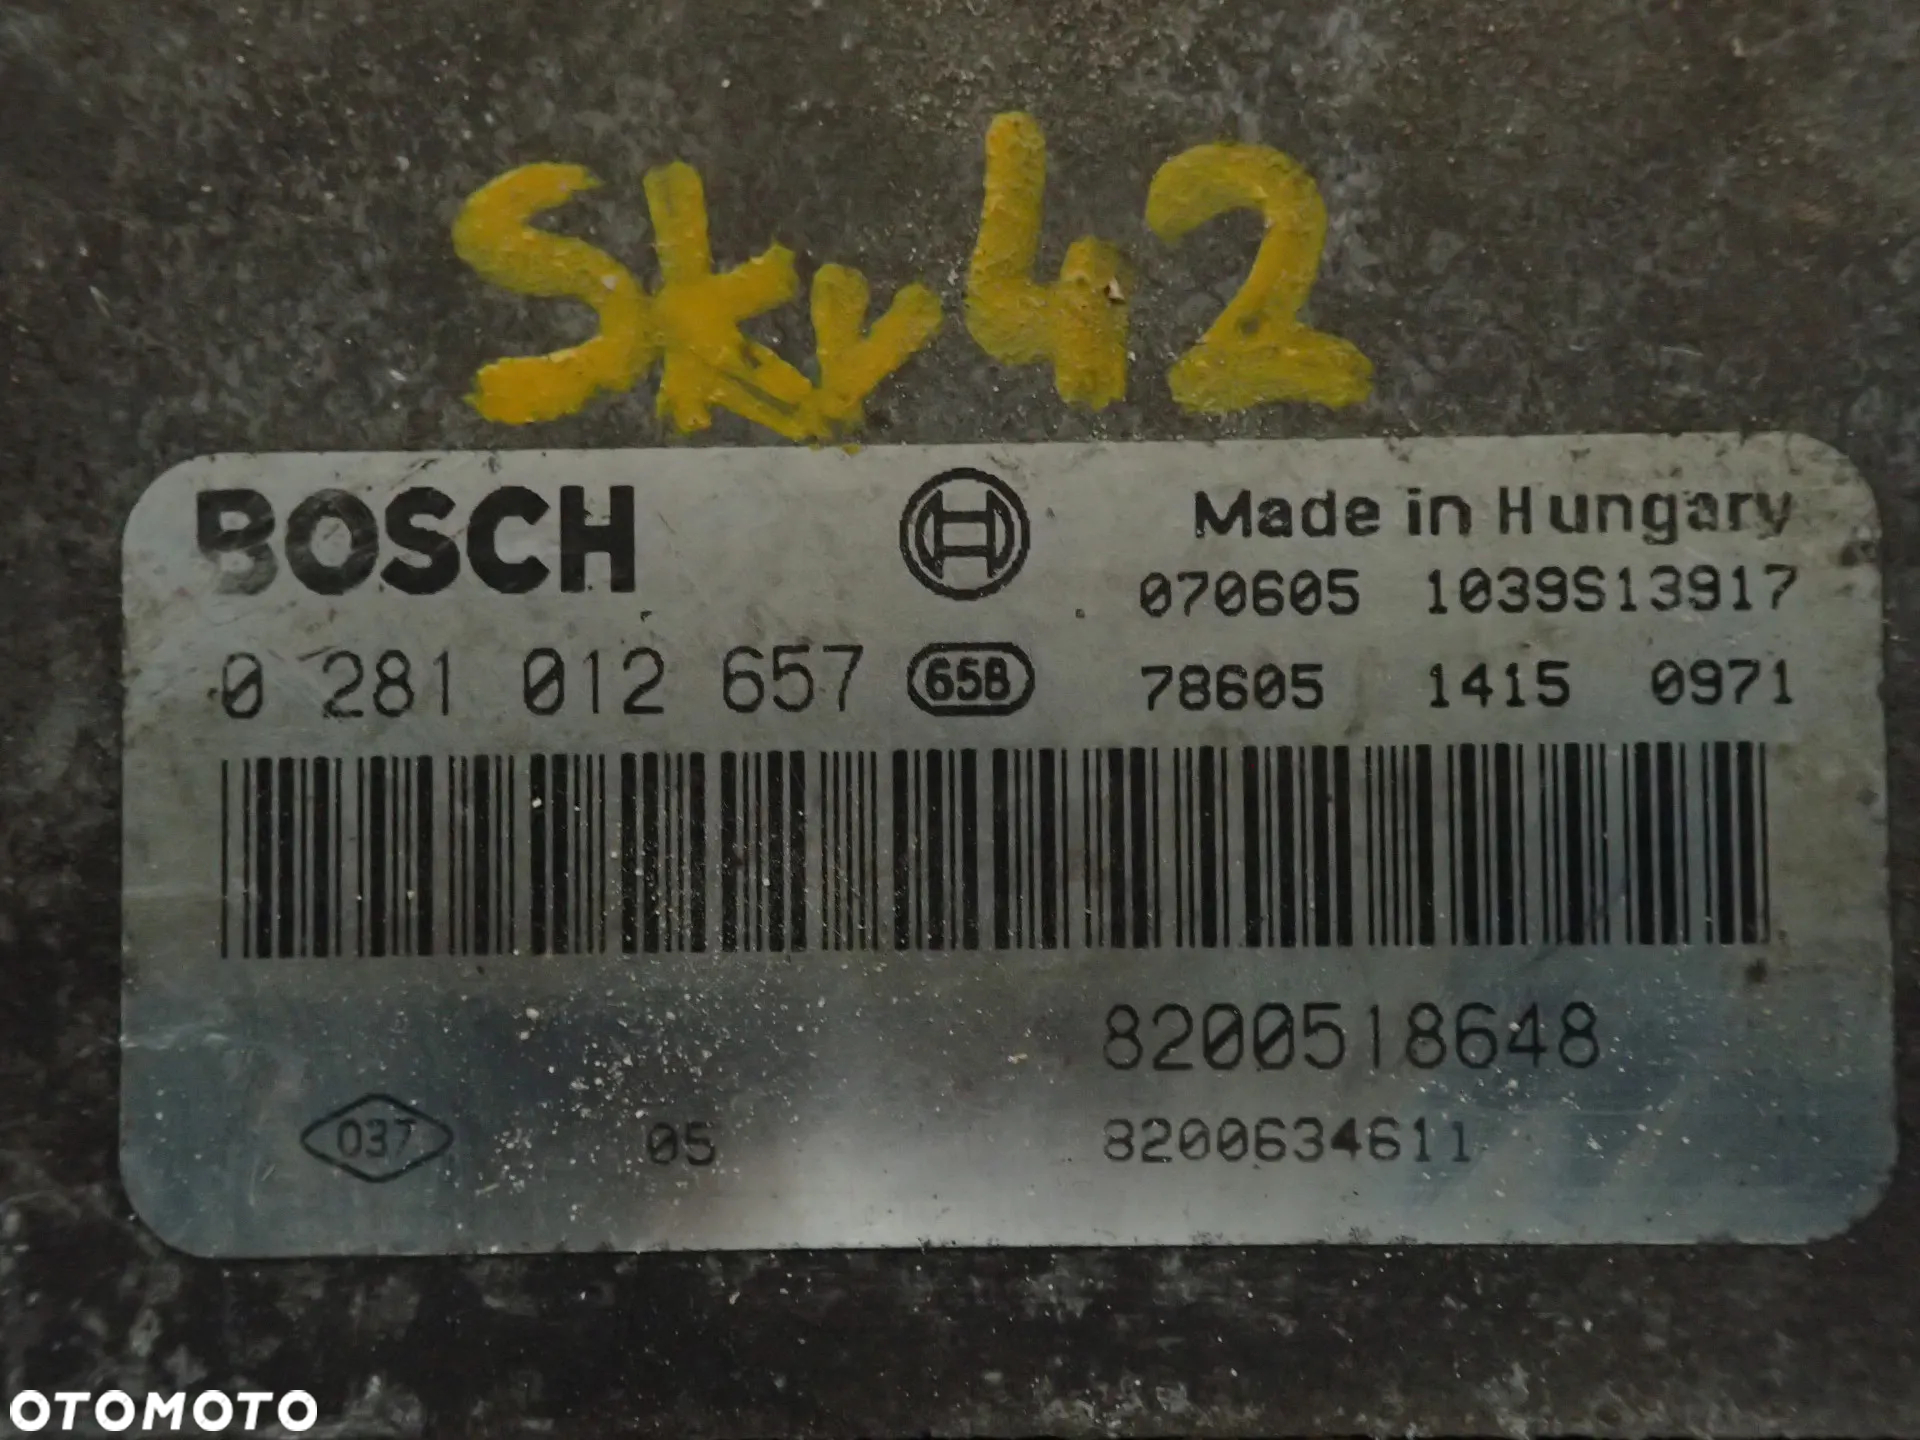 Sky42
BOSCH Made in Hungary
070605 1039S13917
0 281 012 657 65B 78605 1415 0971
8200518648
037 05 8200634611
OTOMOTO